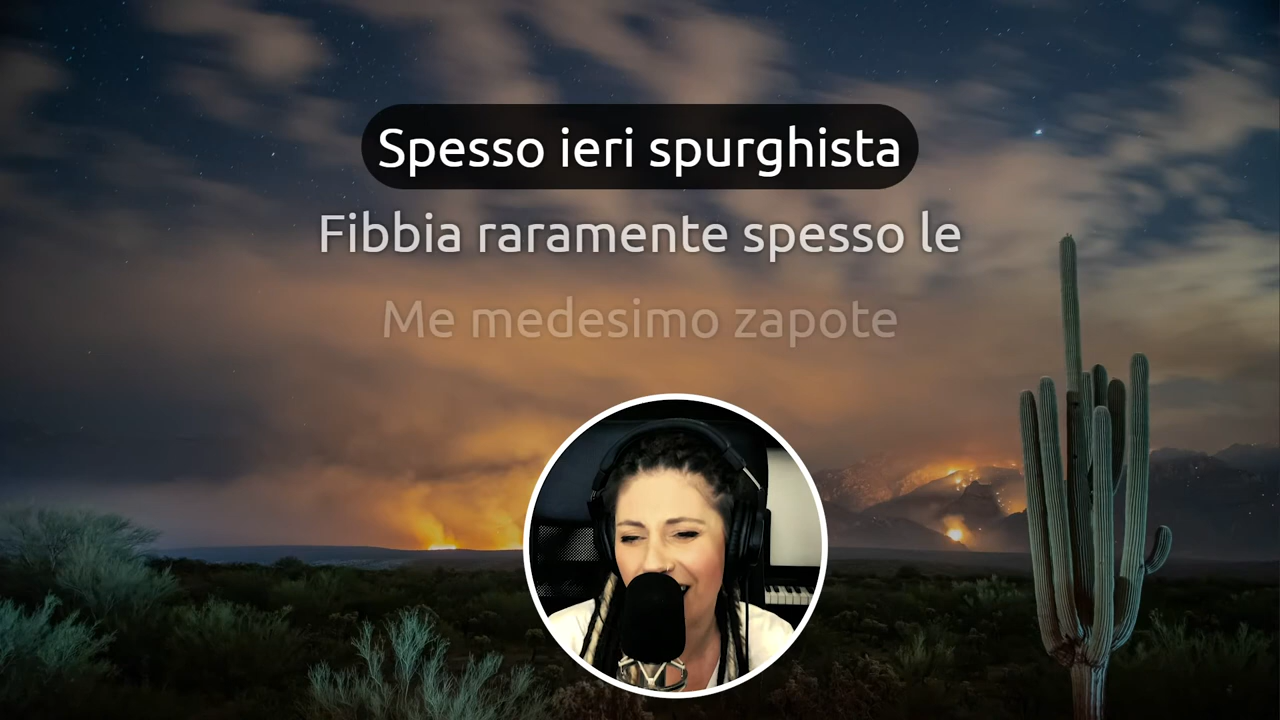 Spesso ieri spurghista
Fibbia raramente spesso le
Me medesimo zapote